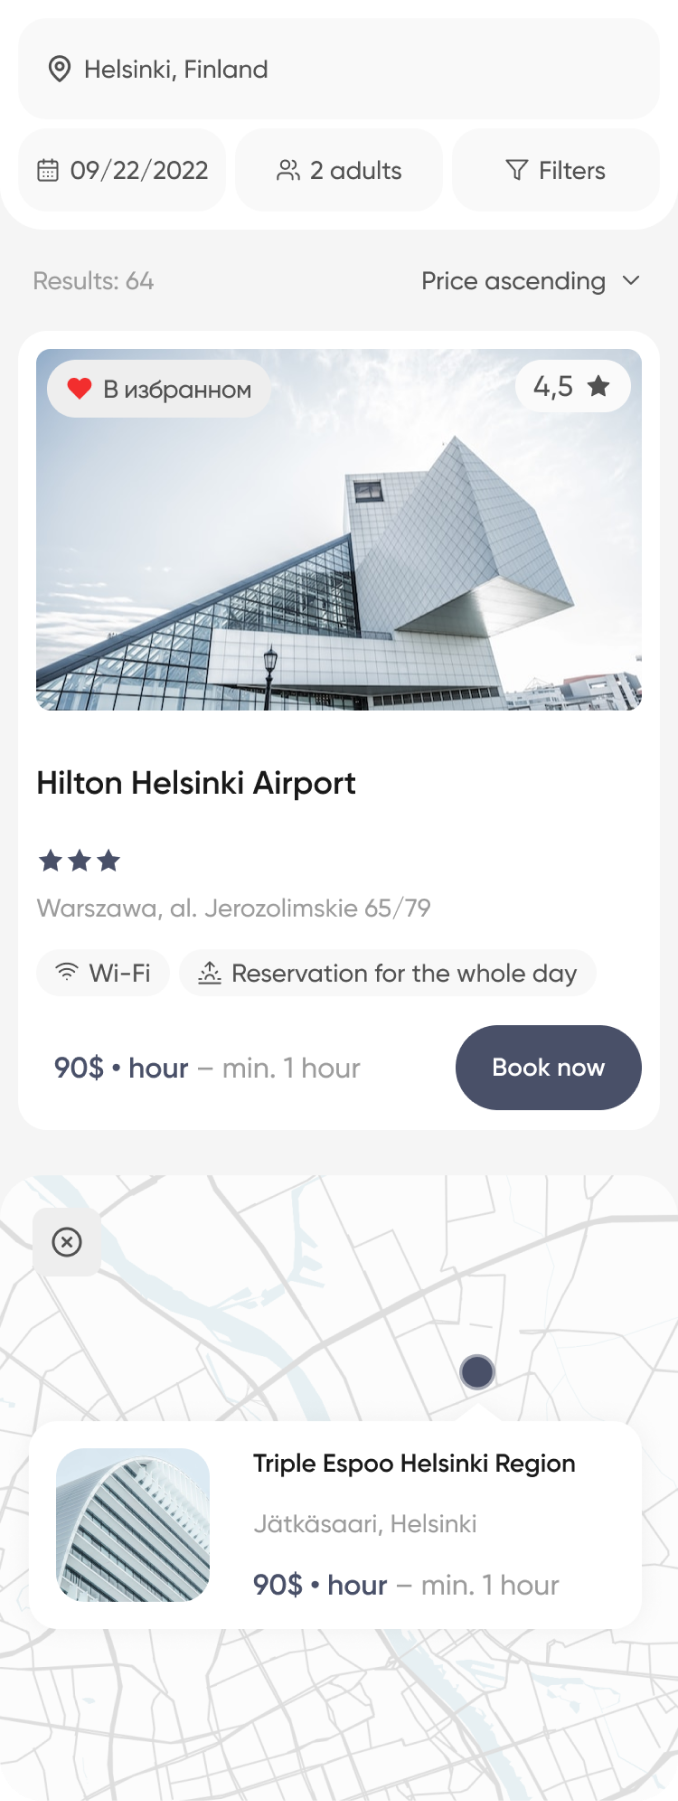 Helsinki, Finland
09/22/2022
2 adults
Filters
Results: 64
Price ascending
В избранном
4,5
Hilton Helsinki Airport
Warszawa, al. Jerozolimskie 65/79
Wi-Fi
Reservation for the whole day
90$ • hour – min. 1 hour
Book now
Triple Espoo Helsinki Region
Jätkäsaari, Helsinki
90$ • hour – min. 1 hour